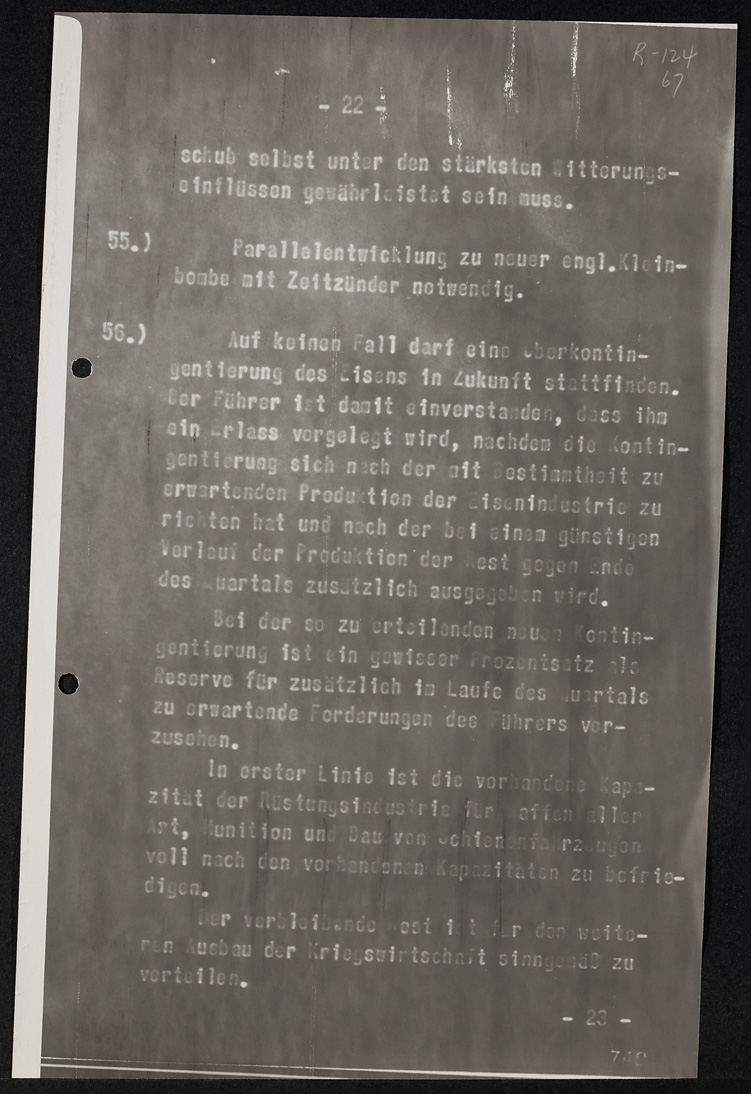 R-124
67
- 22 -
schub selbst unter den stärksten Witterungs-
einflüssen gewährleistet sein muss.
55.) Parallelentwicklung zu neuer engl.Klein-
bombe mit Zeitzünder notwendig.
56.) Auf keinen Fall darf eine Überkontin-
gentierung des Eisens in Zukunft stattfinden.
Der Führer ist damit einverstanden, dass ihm
ein Erlass vorgelegt wird, nachdem die Kontin-
gentierung sich nach der mit Bestimmtheit zu
erwartenden Produktion der Eisenindustrie zu
richten hat und nach der bei einem günstigen
Verlauf der Produktion der Rest gegen Ende
des Quartals zusätzlich ausgegeben wird.
Bei der so zu erteilenden neuen Kontin-
gentierung ist ein gewisser Prozentsatz als
Reserve für zusätzlich im Laufe des Quartals
zu erwartende Forderungen des Führers vor-
zusehen.
In erster Linie ist die vorhandene Kapa-
zität der Rüstungsindustrie für Waffen aller
Art, Munition und Bau von Schienenfahrzeugen
voll nach den vorhandenen Kapazitäten zu befrie-
digen.
Der verbleibende Rest ist für den weite-
ren Ausbau der Kriegswirtschaft sinngemäß zu
verteilen.
- 23 -